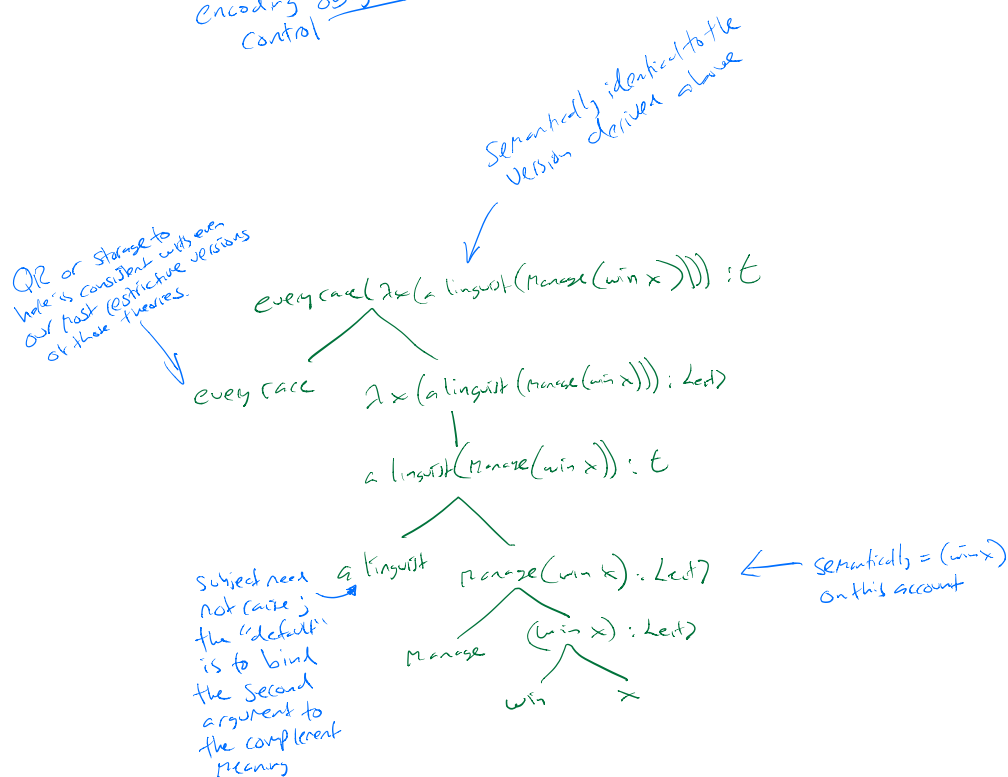 encoding
control
Semantically identical to the
version derived above
QR or storage to
here is consistent with even
our most restrictive versions
of those theories.
every race (λx (a linguist (manage (win x)))) : t
every race
λx (a linguist (manage (win x))) : <e,t>
a linguist (manage (win x)) : t
a linguist
manage (win x) : <e,t>
semantically = (win x)
on this account
subject need
not raise;
the "default"
is to bind
the second
argument to
the complement
meaning
manage
(win x) : <e,t>
win
x